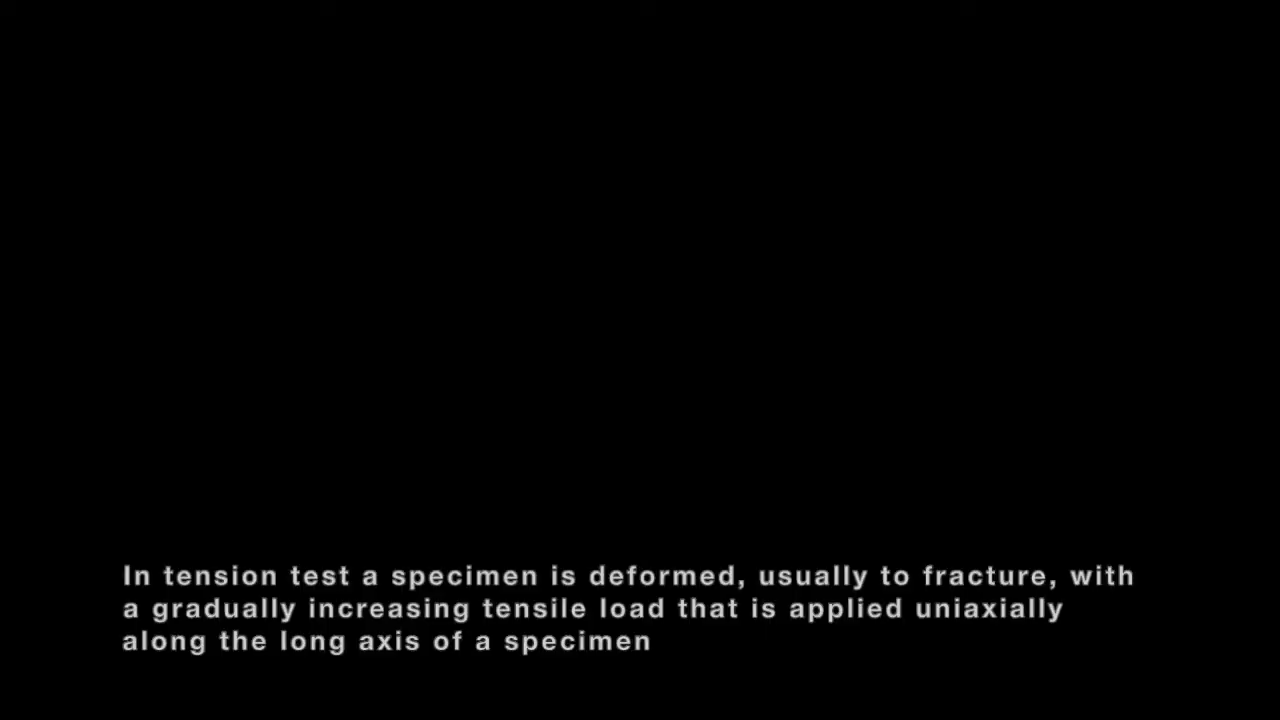 In tension test a specimen is deformed, usually to fracture, with
a gradually increasing tensile load that is applied uniaxially
along the long axis of a specimen